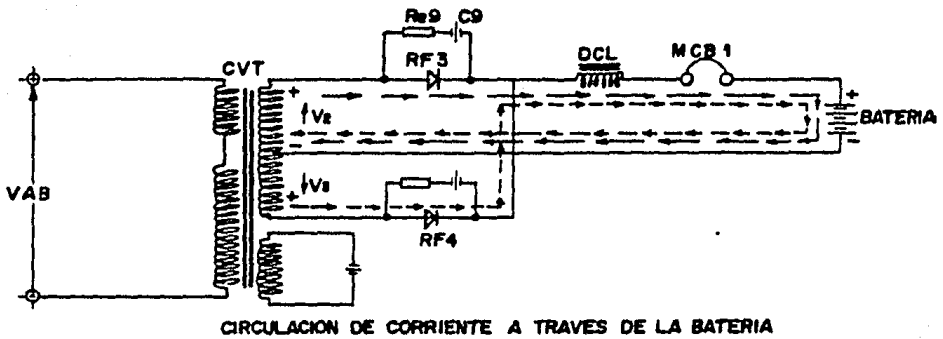 Re9 C9
RF3
DCL
MCB1
CVT
+
V2
-
+
-
BATERIA
VAB
V3
+
RF4
CIRCULACION DE CORRIENTE A TRAVES DE LA BATERIA